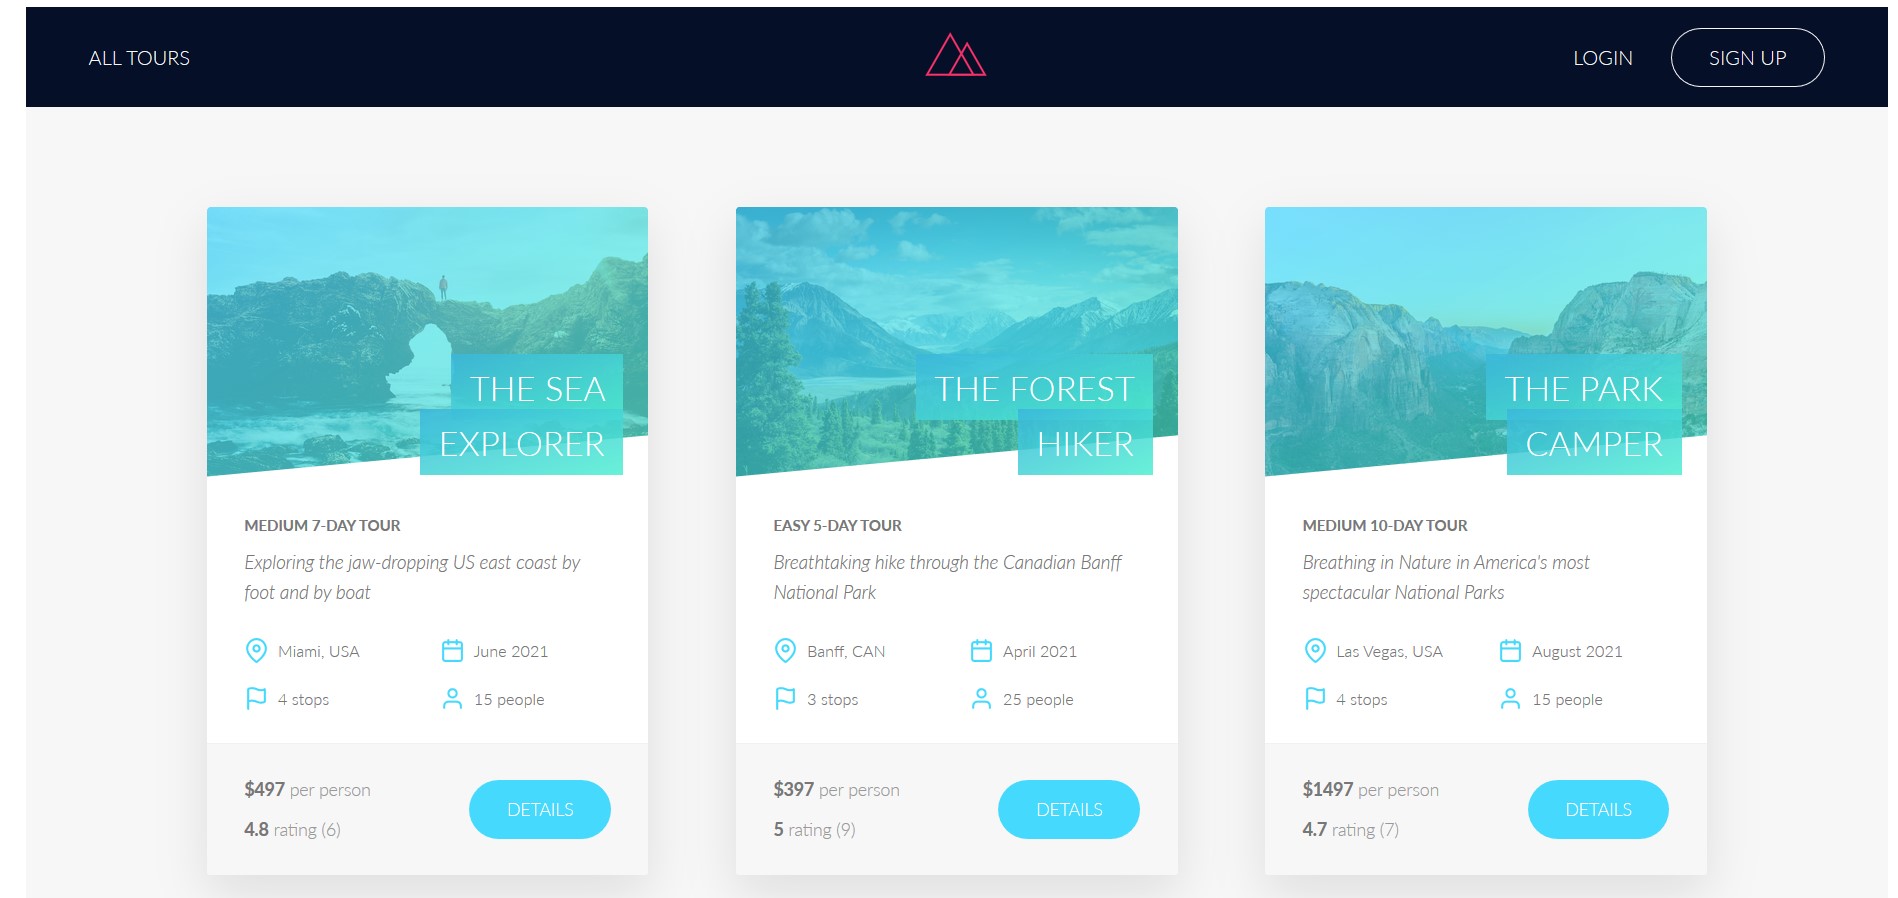 ALL TOURS
LOGIN
SIGN UP
THE SEA
EXPLORER
MEDIUM 7-DAY TOUR
Exploring the jaw-dropping US east coast by
foot and by boat
Miami, USA
June 2021
4 stops
15 people
$497 per person
4.8 rating (6)
DETAILS
THE FOREST
HIKER
EASY 5-DAY TOUR
Breathtaking hike through the Canadian Banff
National Park
Banff, CAN
April 2021
3 stops
25 people
$397 per person
5 rating (9)
DETAILS
THE PARK
CAMPER
MEDIUM 10-DAY TOUR
Breathing in Nature in America's most
spectacular National Parks
Las Vegas, USA
August 2021
4 stops
15 people
$1497 per person
4.7 rating (7)
DETAILS